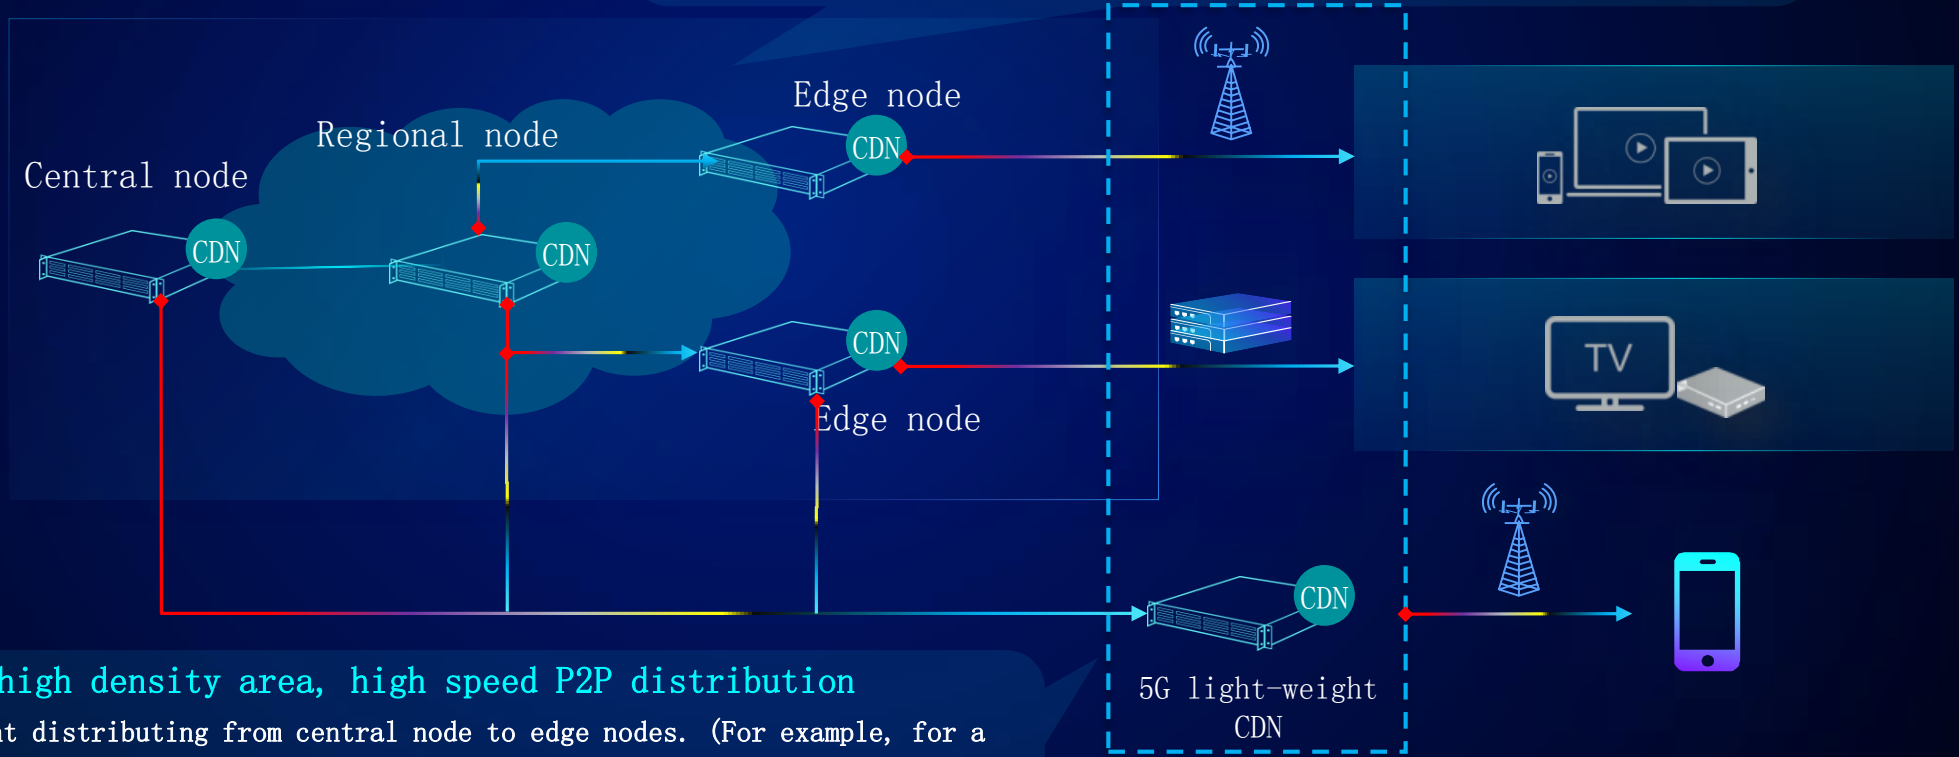 Edge node
Regional node
Central node
CDN
CDN
CDN
CDN
TV
Edge node
CDN
high density area, high speed P2P distribution
distributing from central node to edge nodes. (For example, for a
5G light-weight
CDN